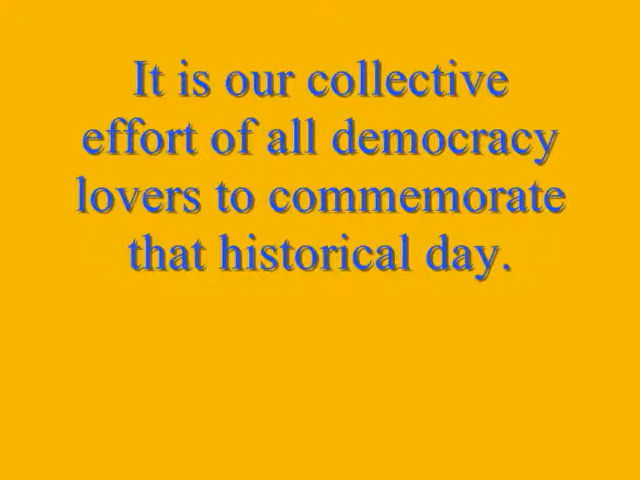 It is our collective
effort of all democracy
lovers to commemorate
that historical day.